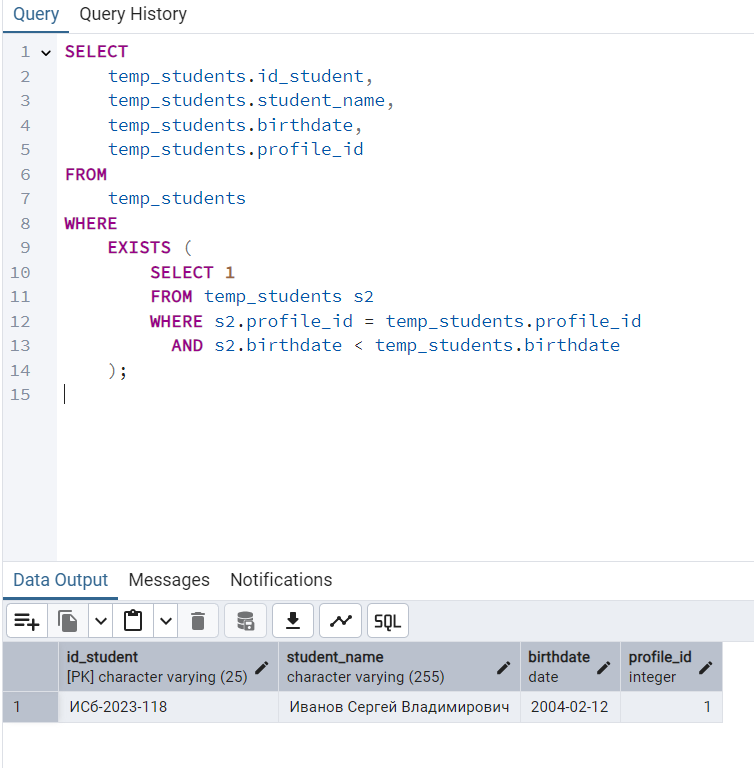 Query Query History
1 SELECT
2 temp_students.id_student,
3 temp_students.student_name,
4 temp_students.birthdate,
5 temp_students.profile_id
6 FROM
7 temp_students
8 WHERE
9 EXISTS (
10 SELECT 1
11 FROM temp_students s2
12 WHERE s2.profile_id = temp_students.profile_id
13 AND s2.birthdate < temp_students.birthdate
14 );
15
Data Output Messages Notifications
SQL
id_student student_name birthdate profile_id
[PK] character varying (25) character varying (255) date integer
1 ИСб-2023-118 Иванов Сергей Владимирович 2004-02-12 1